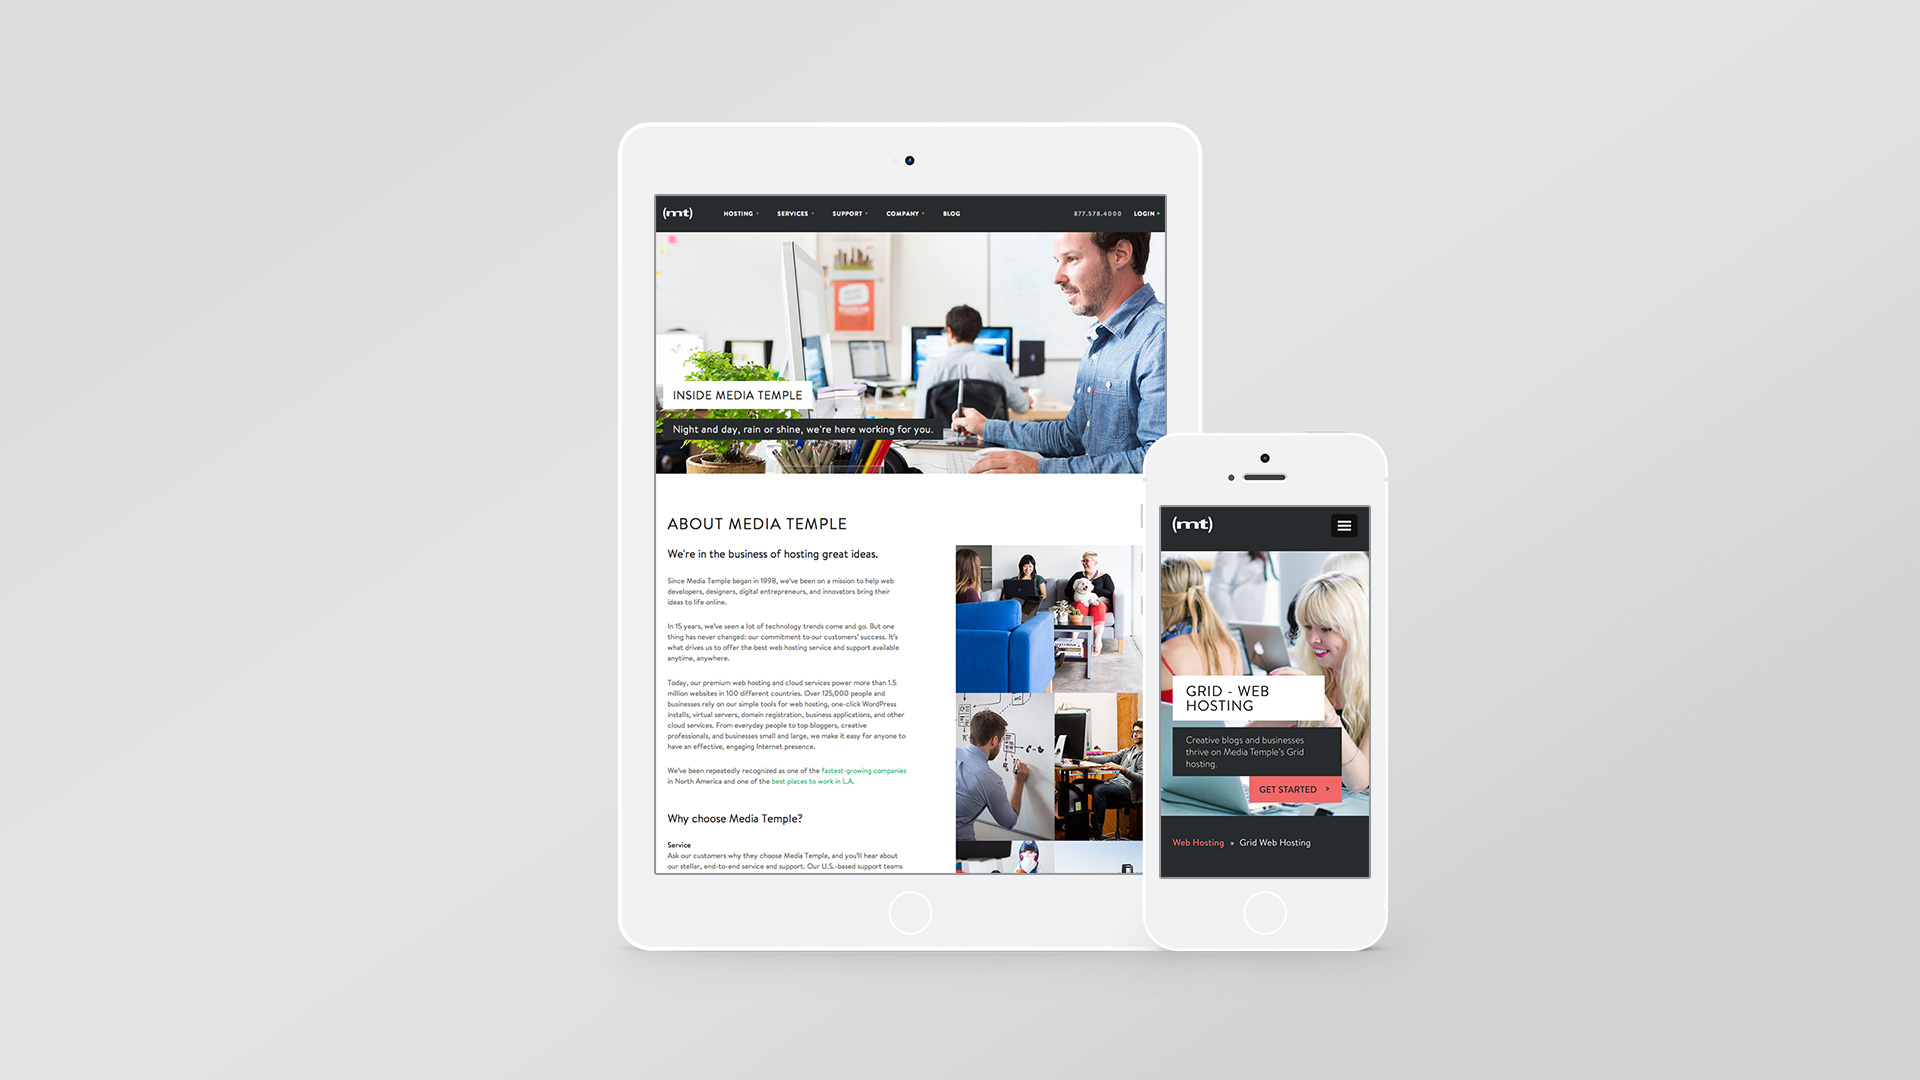 (mt) HOSTING SERVICES SUPPORT COMPANY BLOG 877.578.4000 LOGIN >
INSIDE MEDIA TEMPLE
Night and day, rain or shine, we're here working for you.
ABOUT MEDIA TEMPLE
We're in the business of hosting great ideas.
Since Media Temple began in 1998, we've been on a mission to help web
developers, designers, digital entrepreneurs, and innovators bring their
ideas to life online.
In 15 years, we've seen a lot of technology trends come and go. But one
thing has never changed: our commitment to our customers' success. It's
what drives us to offer the best web hosting service and support available
anytime, anywhere.
Today, our premium web hosting and cloud services power more than 1.5
million websites in 100 different countries. Over 125,000 people and
businesses rely on our simple tools for web hosting, one-click WordPress
installs, virtual servers, domain registration, business applications, and other
cloud services. From everyday people to top bloggers, creative
professionals, and businesses small and large, we make it easy for anyone to
have an effective, engaging Internet presence.
We've been repeatedly recognized as one of the fastest-growing companies
in North America and one of the best places to work in L.A.
Why choose Media Temple?
Service
Ask our customers why they choose Media Temple, and you'll hear about
our stellar, end-to-end service and support. Our U.S.-based support teams
(mt)
GRID - WEB
HOSTING
Creative blogs and businesses
thrive on Media Temple's Grid
hosting.
GET STARTED >
Web Hosting » Grid Web Hosting